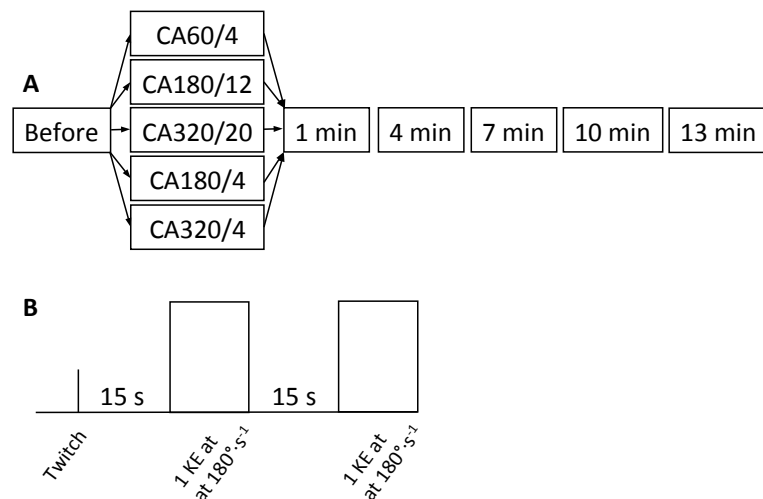 CA60/4
A
CA180/12
Before
CA320/20
1 min
4 min
7 min
10 min
13 min
CA180/4
CA320/4
B
15 s
15 s
Twitch
1 KE at
at 180°·s⁻¹
1 KE at
at 180°·s⁻¹